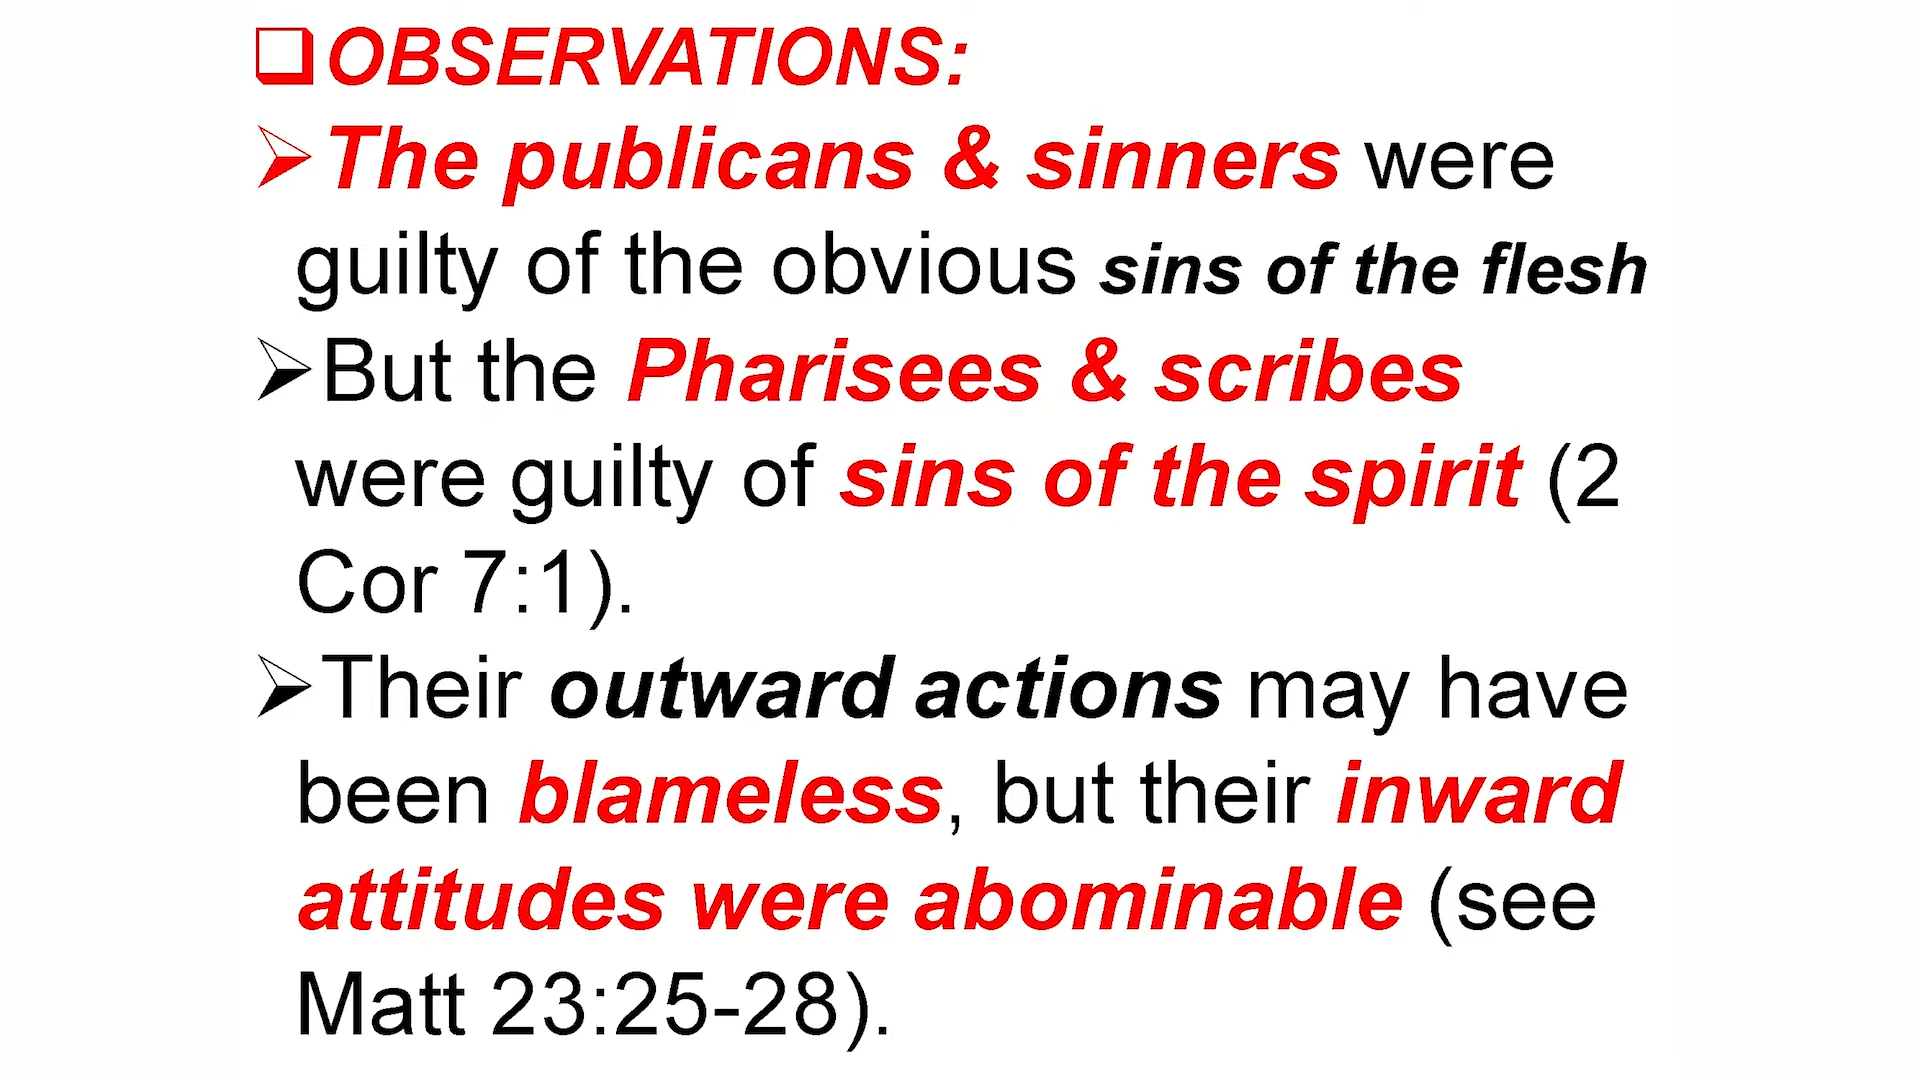 ❑OBSERVATIONS:
➢The publicans & sinners were
guilty of the obvious sins of the flesh
➢But the Pharisees & scribes
were guilty of sins of the spirit (2
Cor 7:1).
➢Their outward actions may have
been blameless, but their inward
attitudes were abominable (see
Matt 23:25-28).